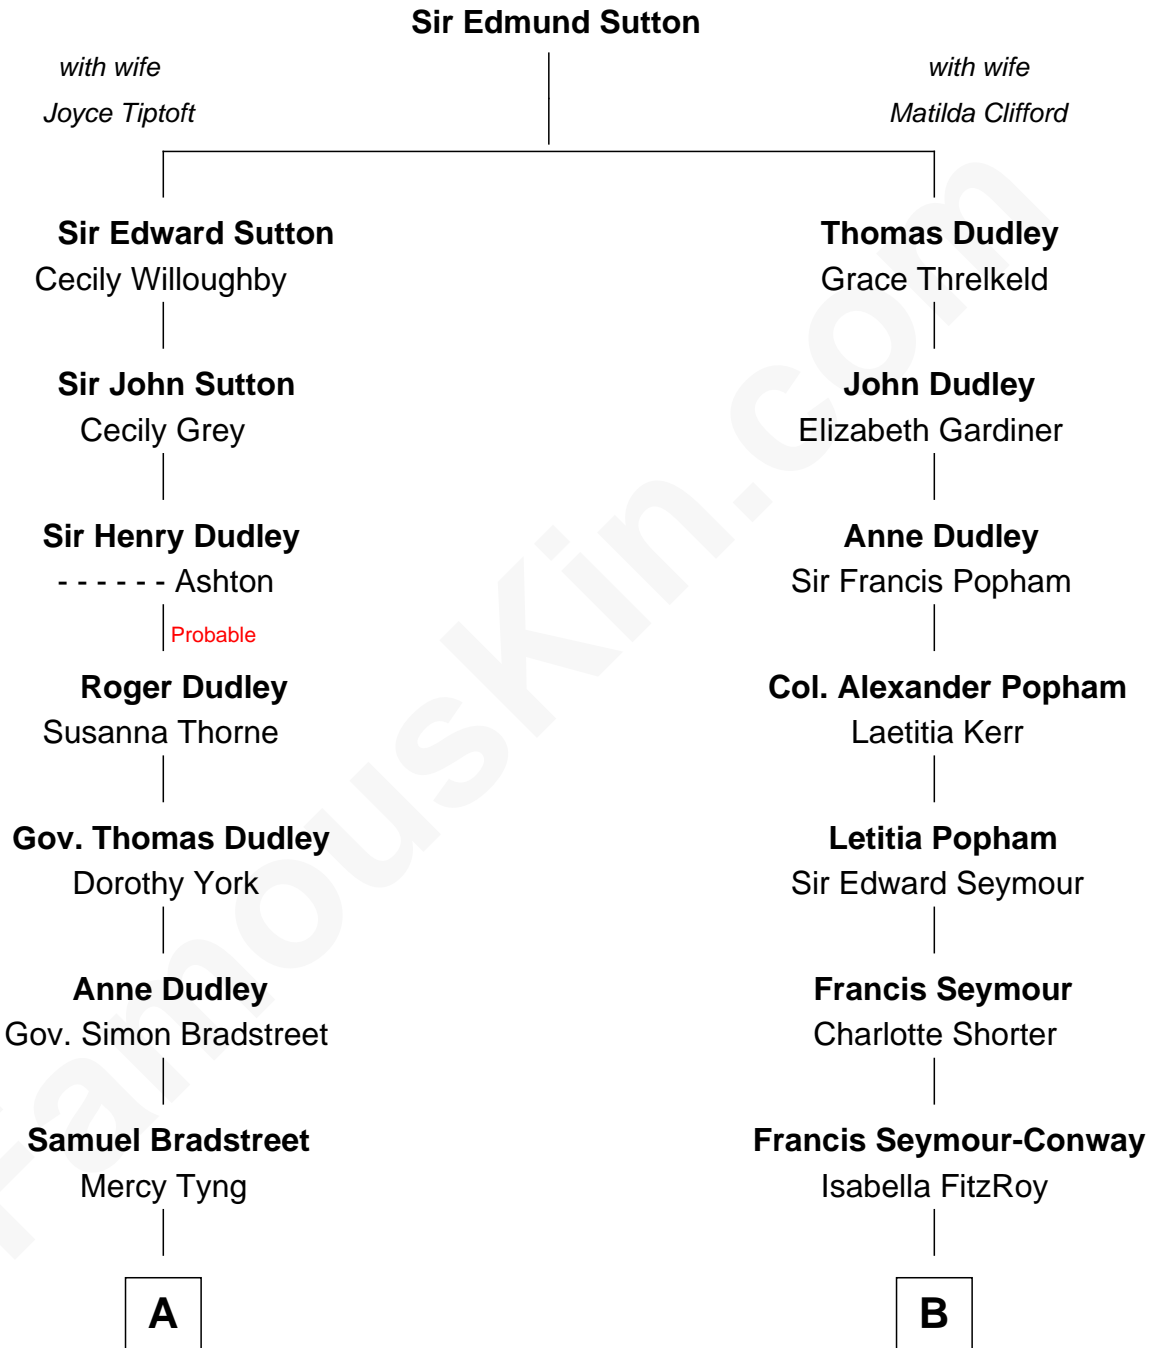 Sir Edmund Sutton
with wife
Joyce Tiptoft
with wife
Matilda Clifford
Sir Edward Sutton
Cecily Willoughby
Thomas Dudley
Grace Threlkeld
Sir John Sutton
Cecily Grey
John Dudley
Elizabeth Gardiner
Sir Henry Dudley
- - - - - - Ashton
Anne Dudley
Sir Francis Popham
Probable
Roger Dudley
Susanna Thorne
Col. Alexander Popham
Laetitia Kerr
Gov. Thomas Dudley
Dorothy York
Letitia Popham
Sir Edward Seymour
Anne Dudley
Gov. Simon Bradstreet
Francis Seymour
Charlotte Shorter
Samuel Bradstreet
Mercy Tyng
Francis Seymour-Conway
Isabella FitzRoy
A
B
FamousKin.com